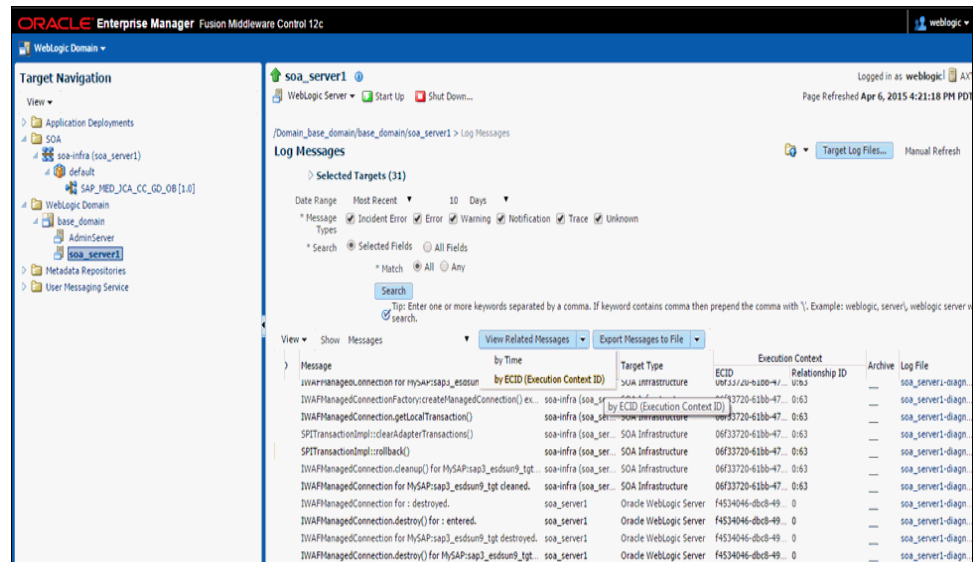 ORACLE Enterprise Manager Fusion Middleware Control 12c
weblogic
WebLogic Domain
Target Navigation
View
Application Deployments
SOA
soa-infra (soa_server1)
default
SAP_MED_JCA_CC_GD_OB [1.0]
WebLogic Domain
base_domain
AdminServer
soa_server1
Metadata Repositories
User Messaging Service
soa_server1
Logged in as weblogic AXT
WebLogic Server Start Up Shut Down...
Page Refreshed Apr 6, 2015 4:21:18 PM PDT
/Domain_base_domain/base_domain/soa_server1 > Log Messages
Log Messages
Target Log Files... Manual Refresh
Selected Targets (31)
Date Range Most Recent 10 Days
* Message Types Incident Error Error Warning Notification Trace Unknown
* Search Selected Fields All Fields
* Match All Any
Search
Tip: Enter one or more keywords separated by a comma. If keyword contains comma then prepend the comma with '\'. Example: weblogic, server\, weblogic server w
search.
View Show Messages View Related Messages Export Messages to File
by Time
by ECID (Execution Context ID)
by ECID (Execution Context ID)
Message Target Type Execution Context Archive Log File
ECID Relationship ID
IWAFManagedConnection for MySAP:sap3_esdsun SOA Infrastructure 06f33720-61bb-47... 0:63 soa_server1-diagn...
IWAFManagedConnectionFactory:createManagedConnection() ex... soa-infra (soa_ser 0:63 soa_server1-diagn...
IWAFManagedConnection.getLocalTransaction() soa-infra (soa_ser SOA Infrastructure 06f33720-61bb-47... 0:63 soa_server1-diagn...
SPITransactionImpl::clearAdapterTransactions() soa-infra (soa_ser... SOA Infrastructure 06f33720-61bb-47... 0:63 soa_server1-diagn...
SPITransactionImpl::rollback() soa-infra (soa_ser... SOA Infrastructure 06f33720-61bb-47... 0:63 soa_server1-diagn...
IWAFManagedConnection.cleanup() for MySAP:sap3_esdsun9_tgt... soa-infra (soa_ser... SOA Infrastructure 06f33720-61bb-47... 0:63 soa_server1-diagn...
IWAFManagedConnection for MySAP:sap3_esdsun9_tgt cleaned. soa-infra (soa_ser... SOA Infrastructure 06f33720-61bb-47... 0:63 soa_server1-diagn...
IWAFManagedConnection for : destroyed. soa_server1 Oracle WebLogic Server f4534046-dbc8-49... 0 soa_server1-diagn...
IWAFManagedConnection.destroy() for : entered. soa_server1 Oracle WebLogic Server f4534046-dbc8-49... 0 soa_server1-diagn...
IWAFManagedConnection for MySAP:sap3_esdsun9_tgt destroyed. soa_server1 Oracle WebLogic Server f4534046-dbc8-49... 0 soa_server1-diagn...
IWAFManagedConnection.destroy() for MySAP:sap3_esdsun9_tgt... soa_server1 Oracle WebLogic Server f4534046-dbc8-49... 0 soa_server1-diagn...